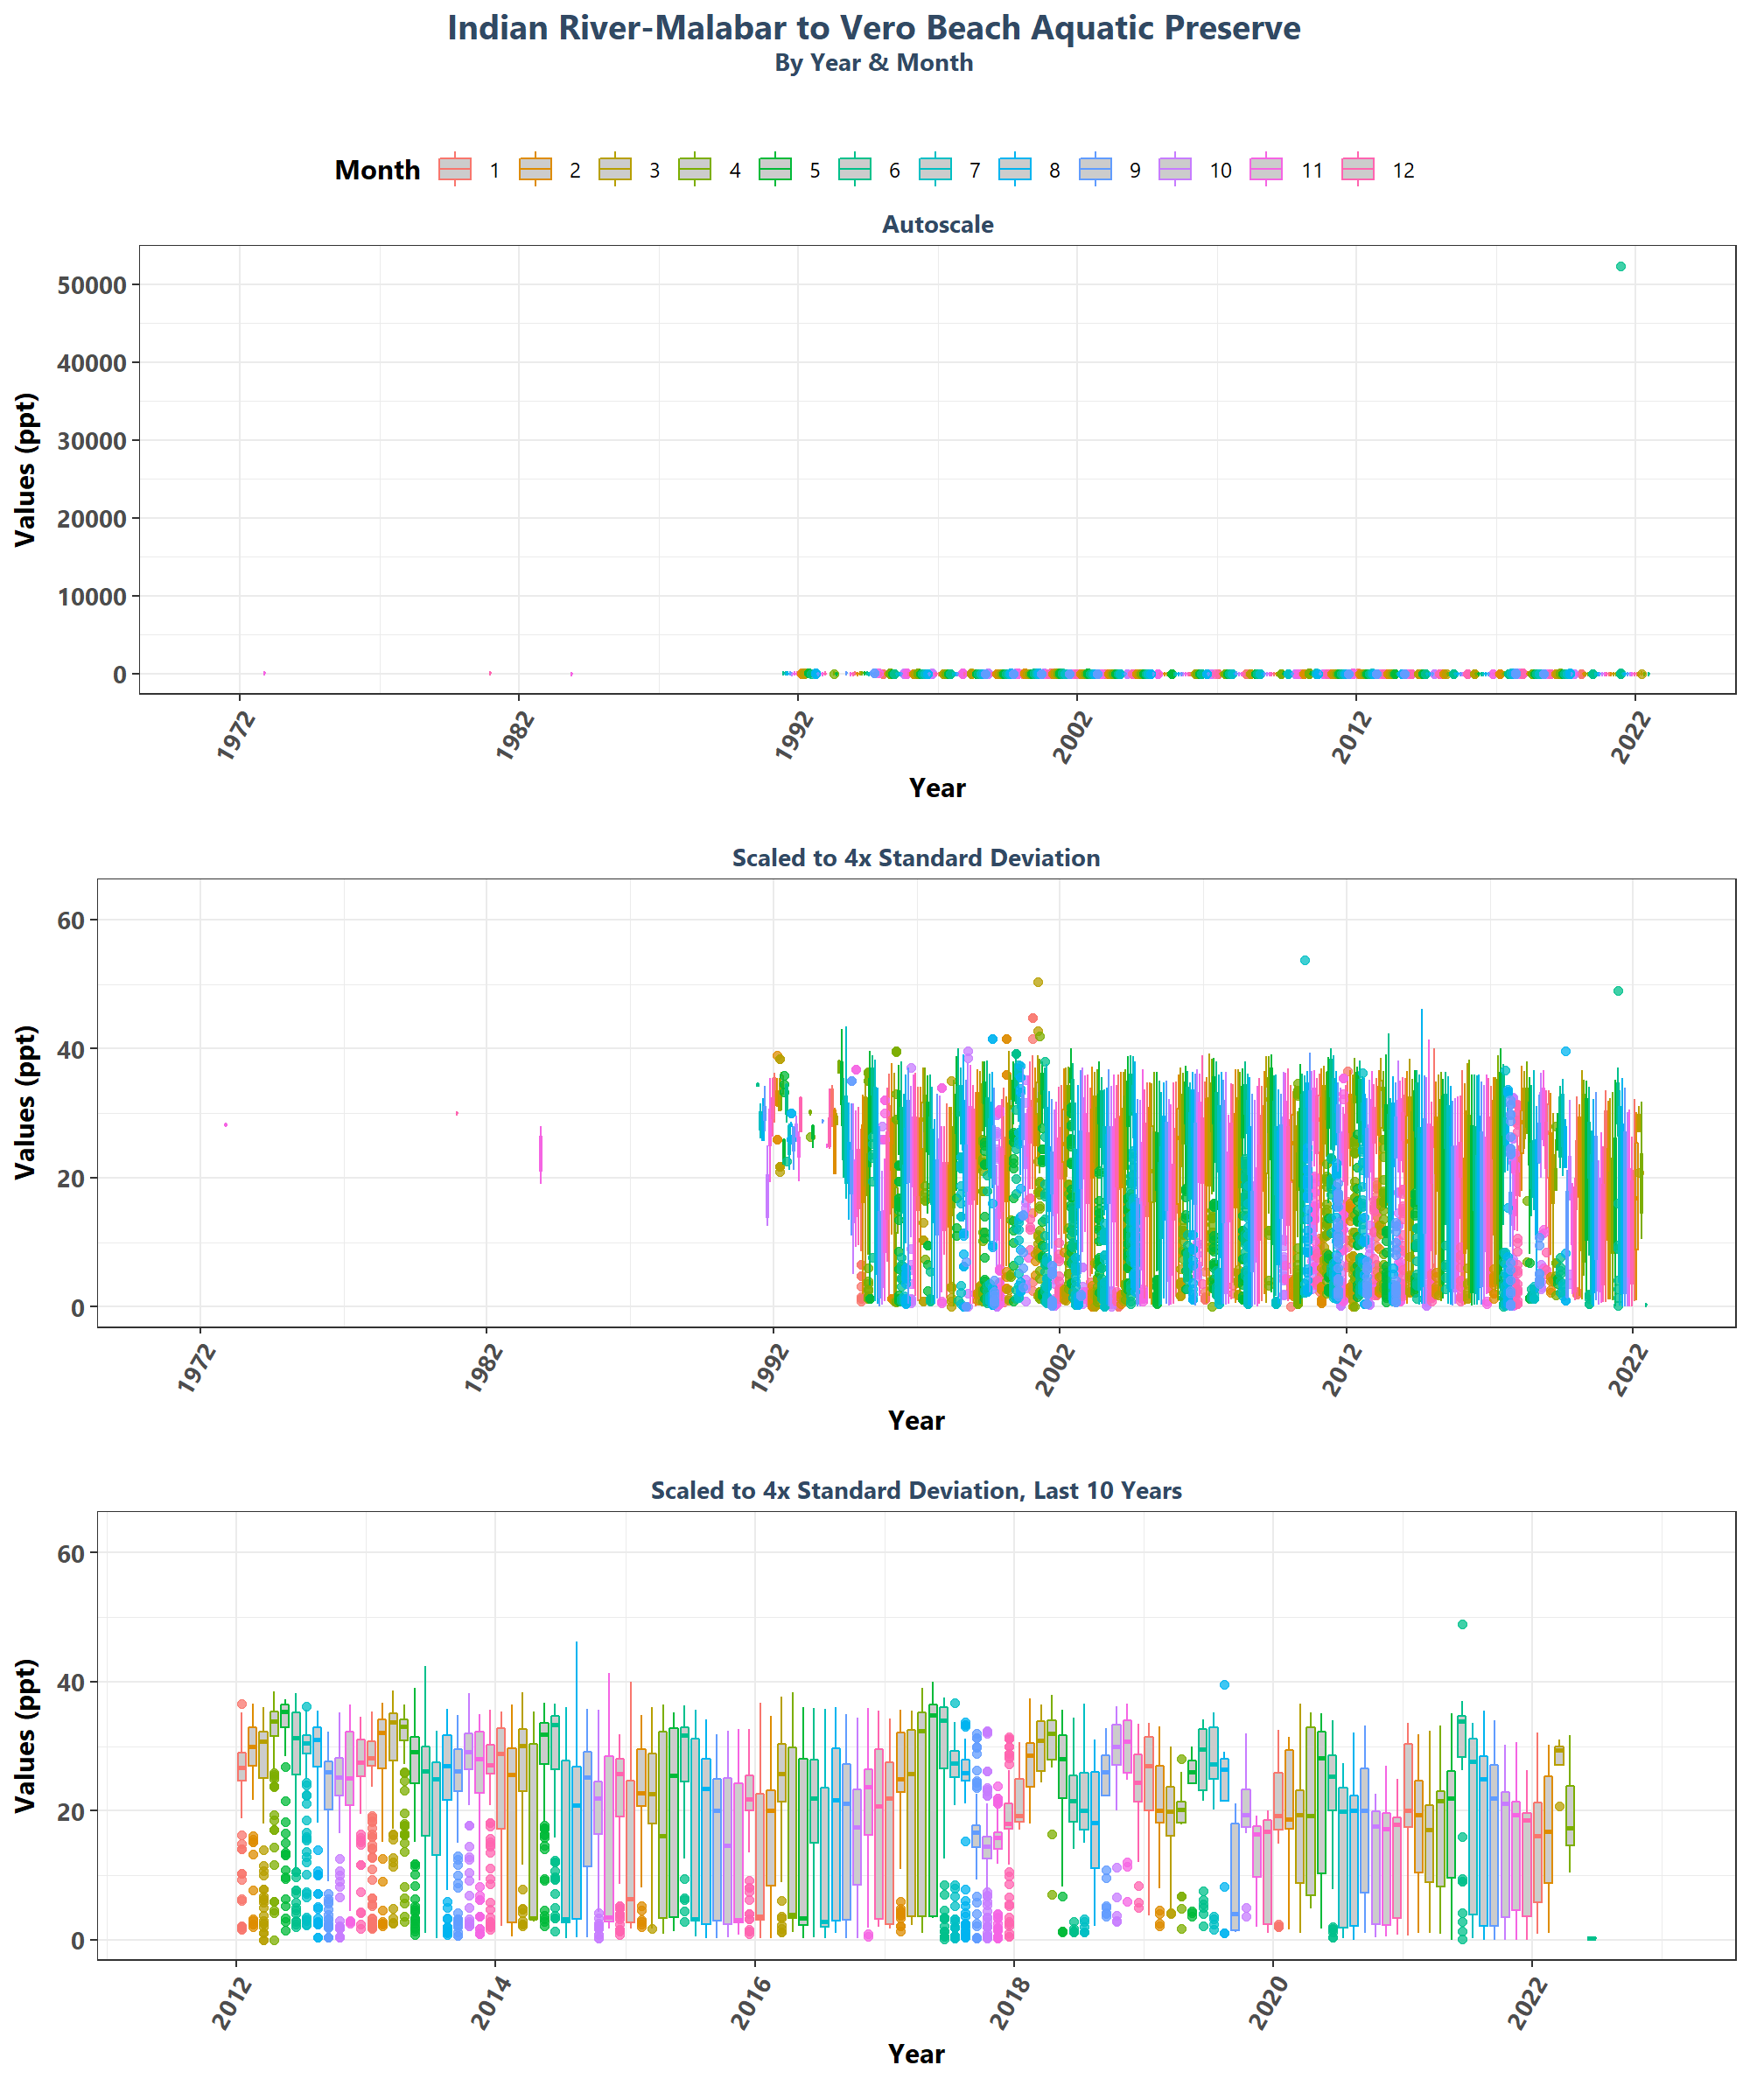 Indian River-Malabar to Vero Beach Aquatic Preserve
By Year & Month
Month 1 2 3 4 5 6 7 8 9 10 11 12
Autoscale
50000
40000
30000
20000
10000
0
Values (ppt)
1972 1982 1992 2002 2012 2022
Year
Scaled to 4x Standard Deviation
60
40
20
0
Values (ppt)
1972 1982 1992 2002 2012 2022
Year
Scaled to 4x Standard Deviation, Last 10 Years
60
40
20
0
Values (ppt)
2012 2014 2016 2018 2020 2022
Year